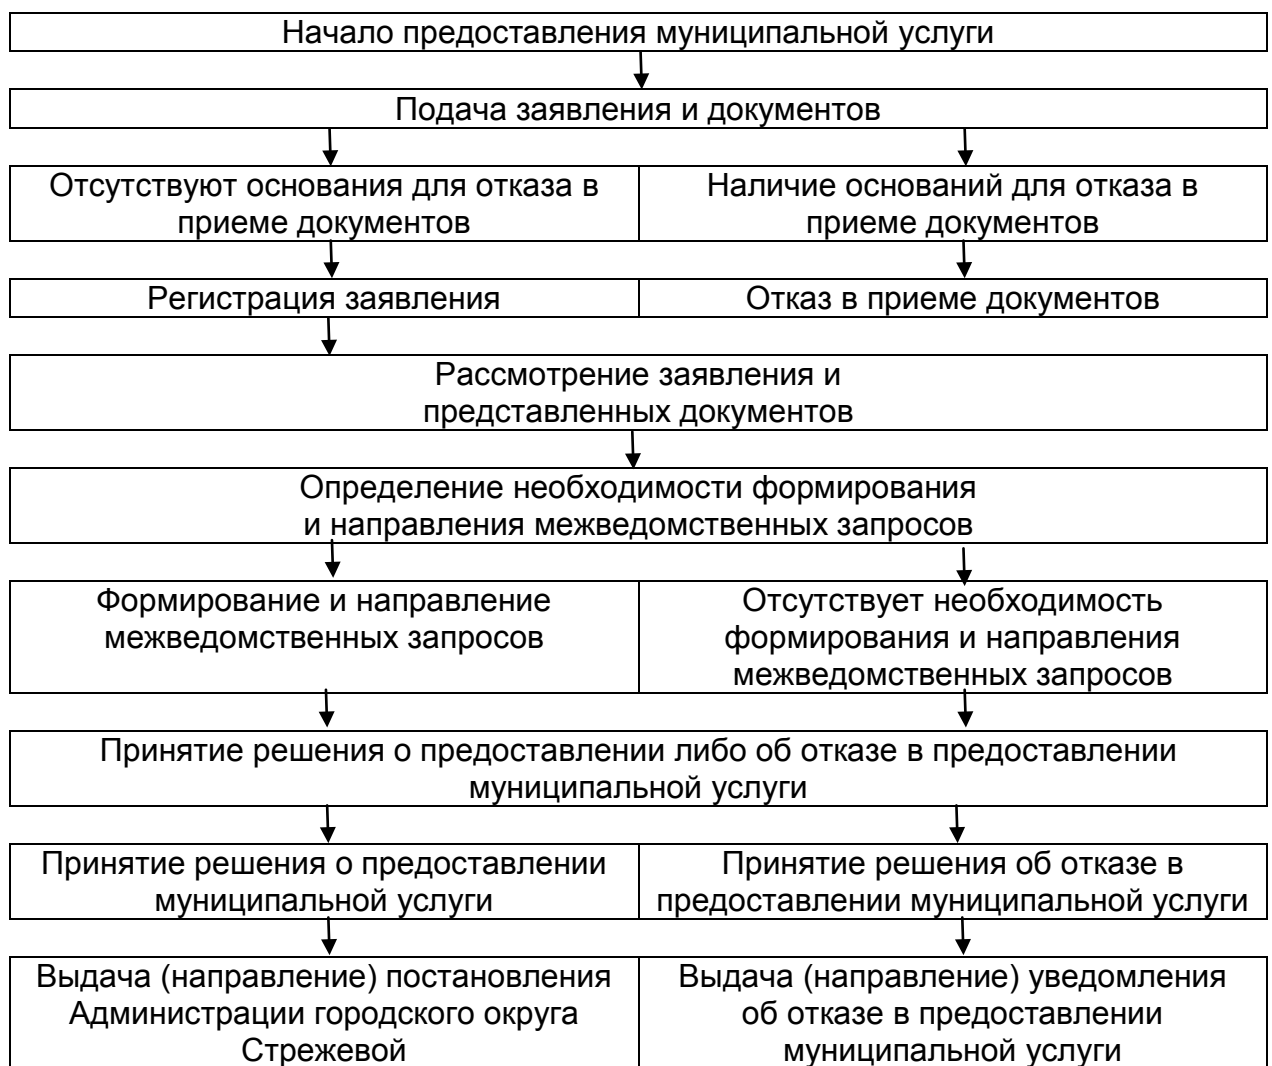 Начало предоставления муниципальной услуги
Подача заявления и документов
Отсутствуют основания для отказа в
приеме документов
Наличие оснований для отказа в
приеме документов
Регистрация заявления
Отказ в приеме документов
Рассмотрение заявления и
представленных документов
Определение необходимости формирования
и направления межведомственных запросов
Формирование и направление
межведомственных запросов
Отсутствует необходимость
формирования и направления
межведомственных запросов
Принятие решения о предоставлении либо об отказе в предоставлении
муниципальной услуги
Принятие решения о предоставлении
муниципальной услуги
Принятие решения об отказе в
предоставлении муниципальной услуги
Выдача (направление) постановления
Администрации городского округа
Стрежевой
Выдача (направление) уведомления
об отказе в предоставлении
муниципальной услуги